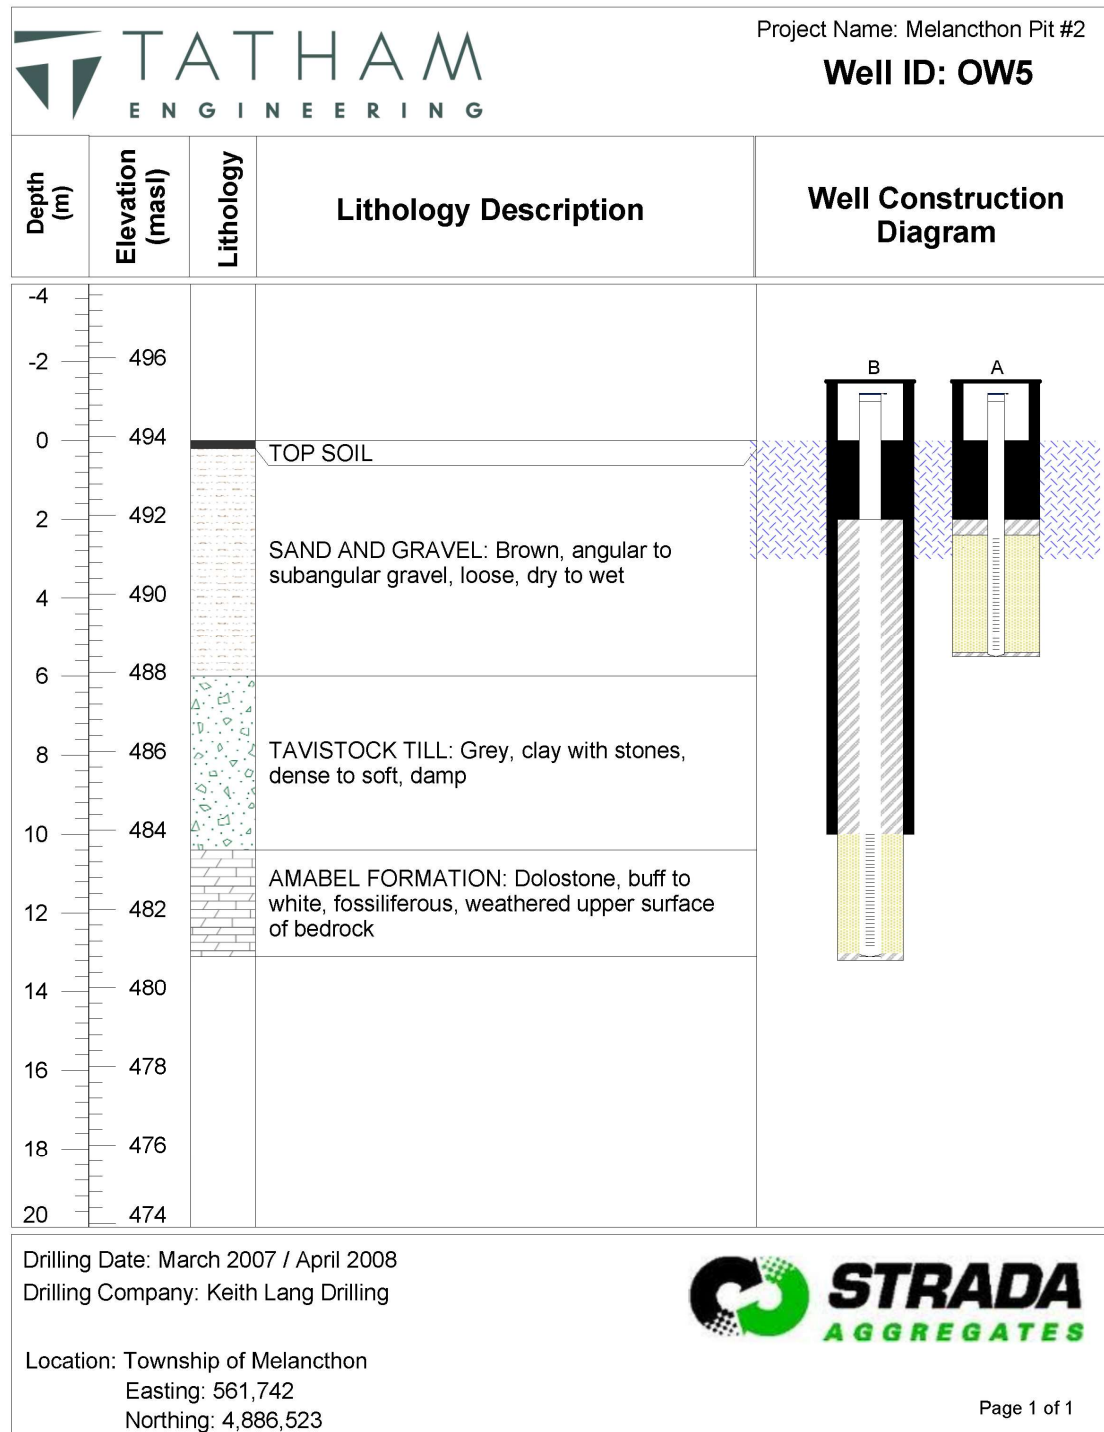 TATHAM
ENGINEERING
Project Name: Melancthon Pit #2
Well ID: OW5
Depth
(m)
Elevation
(masl)
Lithology
Lithology Description
Well Construction
Diagram
-4
-2
0
2
4
6
8
10
12
14
16
18
20
496
494
492
490
488
486
484
482
480
478
476
474
TOP SOIL
SAND AND GRAVEL: Brown, angular to
subangular gravel, loose, dry to wet
TAVISTOCK TILL: Grey, clay with stones,
dense to soft, damp
AMABEL FORMATION: Dolostone, buff to
white, fossiliferous, weathered upper surface
of bedrock
B
A
Drilling Date: March 2007 / April 2008
Drilling Company: Keith Lang Drilling
Location: Township of Melancthon
Easting: 561,742
Northing: 4,886,523
STRADA
AGGREGATES
Page 1 of 1